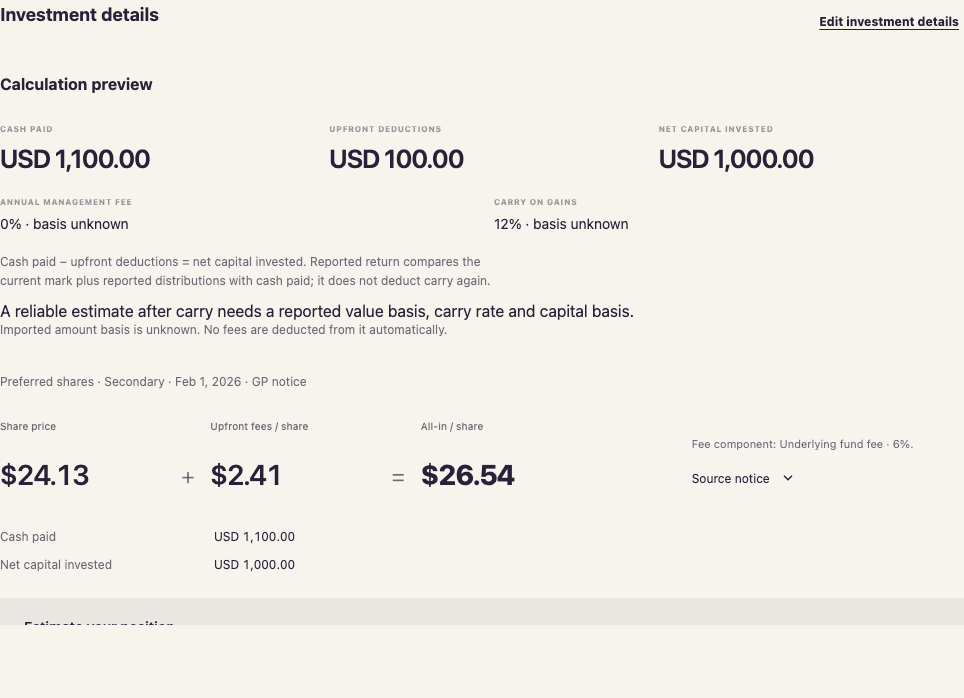 Investment details
Edit investment details
Calculation preview
CASH PAID
UPFRONT DEDUCTIONS
NET CAPITAL INVESTED
USD 1,100.00
USD 100.00
USD 1,000.00
ANNUAL MANAGEMENT FEE
CARRY ON GAINS
0% · basis unknown
12% · basis unknown
Cash paid − upfront deductions = net capital invested. Reported return compares the
current mark plus reported distributions with cash paid; it does not deduct carry again.
A reliable estimate after carry needs a reported value basis, carry rate and capital basis.
Imported amount basis is unknown. No fees are deducted from it automatically.
Preferred shares · Secondary · Feb 1, 2026 · GP notice
Share price
Upfront fees / share
All-in / share
Fee component: Underlying fund fee · 6%.
$24.13
+
$2.41
=
$26.54
Source notice
Cash paid
USD 1,100.00
Net capital invested
USD 1,000.00
Estimate your position